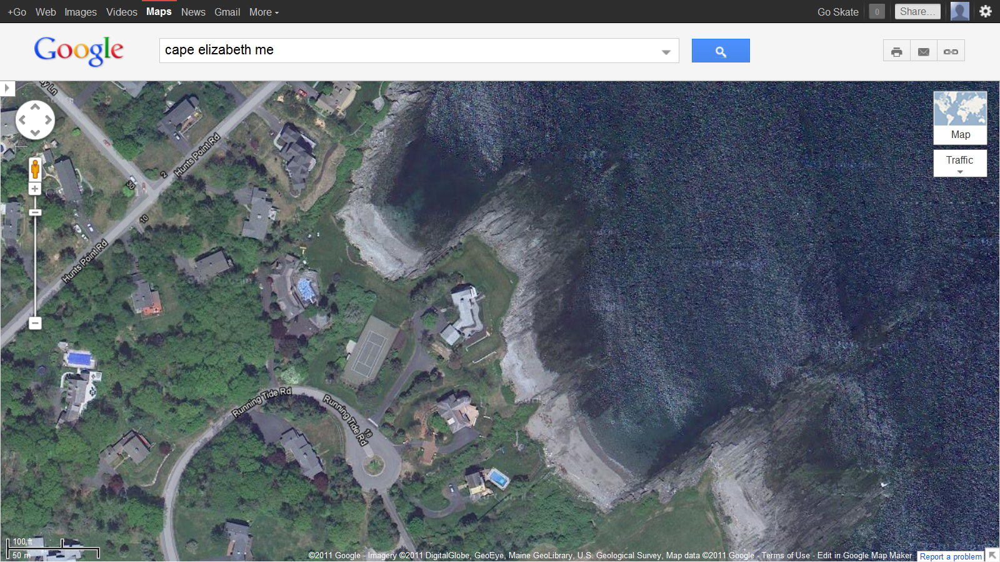 +Go Web Images Videos Maps News Gmail More
Go Skate 0 Share…
Google
cape elizabeth me
Map
Traffic
y Ln
Hunts Point Rd
2
30
10
Hunts Point Rd
Running Tide Rd
Running Tide Rd
18
100 ft
50 m
©2011 Google - Imagery ©2011 DigitalGlobe, GeoEye, Maine GeoLibrary, U.S. Geological Survey, Map data ©2011 Google - Terms of Use - Edit in Google Map Maker
Report a problem